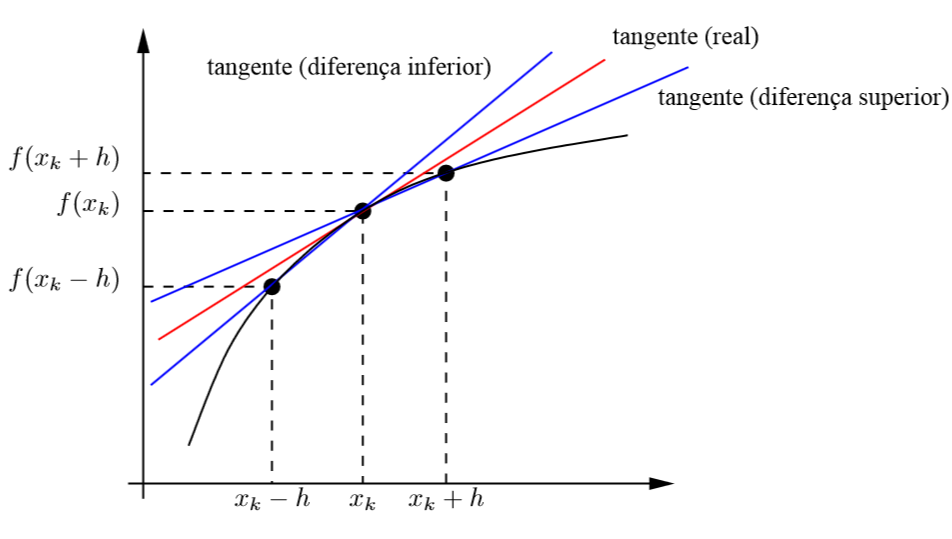 tangente (real)
tangente (diferença inferior)
tangente (diferença superior)
f(x_k + h)
f(x_k)
f(x_k − h)
x_k − h
x_k
x_k + h